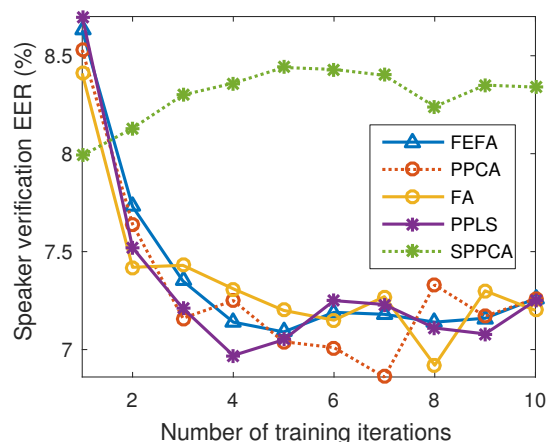 Speaker verification EER (%)
8.5
8
7.5
7
FEFA
PPCA
FA
PPLS
SPPCA
2
4
6
8
10
Number of training iterations